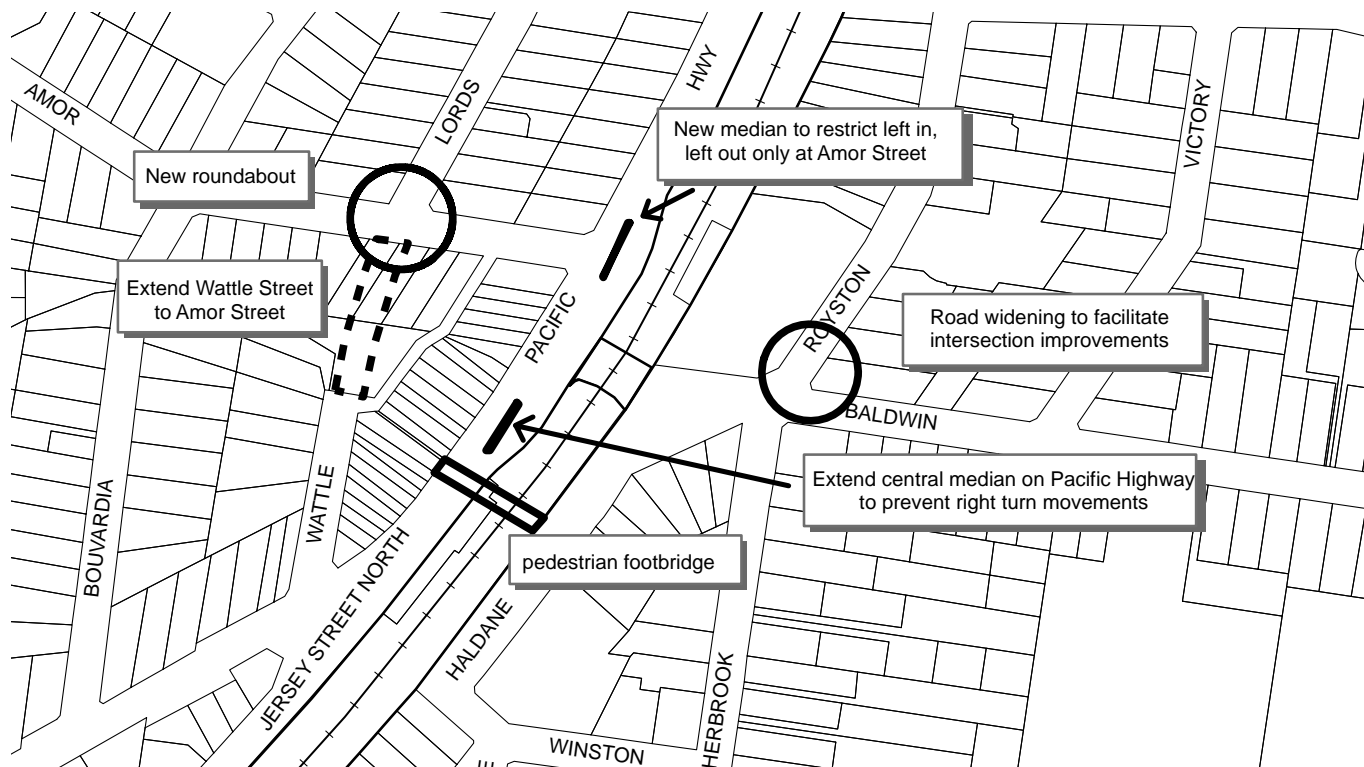 HWY
AMOR
LORDS
New median to restrict left in,
left out only at Amor Street
VICTORY
New roundabout
Extend Wattle Street
to Amor Street
PACIFIC
ROYSTON
Road widening to facilitate
intersection improvements
BALDWIN
Extend central median on Pacific Highway
to prevent right turn movements
WATTLE
BOUVARDIA
pedestrian footbridge
JERSEY STREET NORTH
HALDANE
HERBROOK
WINSTON
E